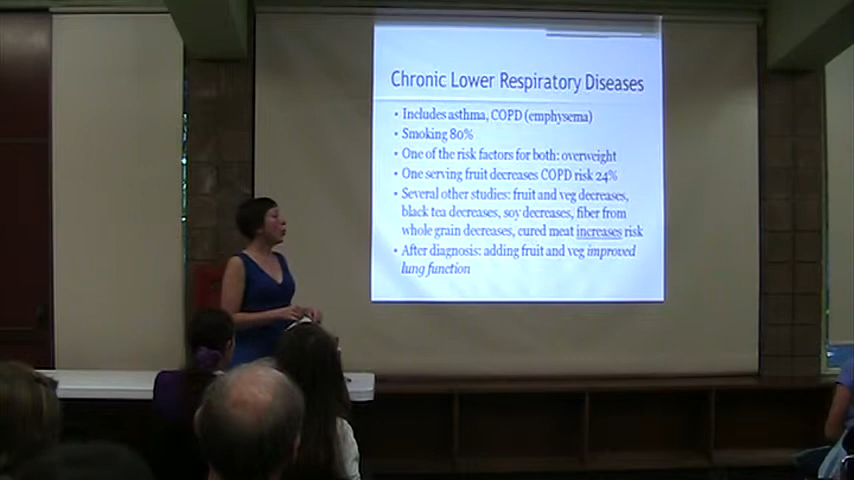 Chronic Lower Respiratory Diseases
• Includes asthma, COPD (emphysema)
• Smoking 80%
• One of the risk factors for both: overweight
• One serving fruit decreases COPD risk 24%
• Several other studies: fruit and veg decreases,
black tea decreases, soy decreases, fiber from
whole grain decreases, cured meat increases risk
• After diagnosis: adding fruit and veg improved
lung function